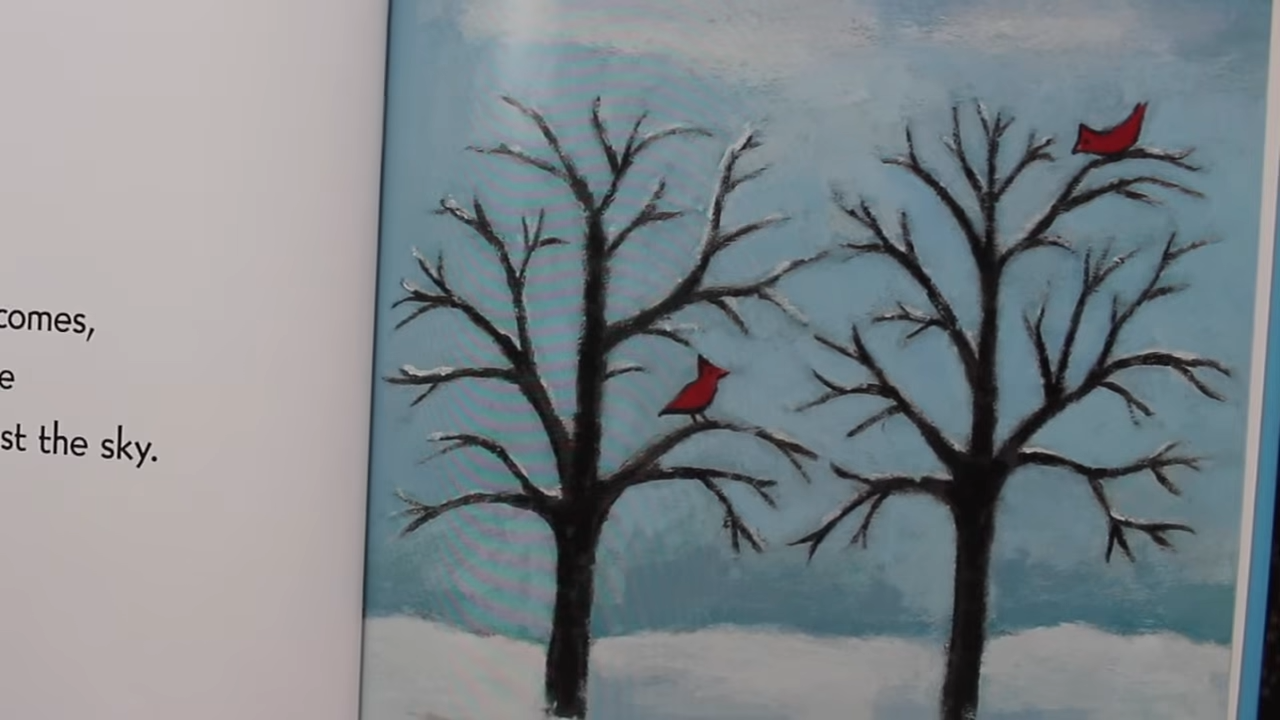 comes,
e
st the sky.